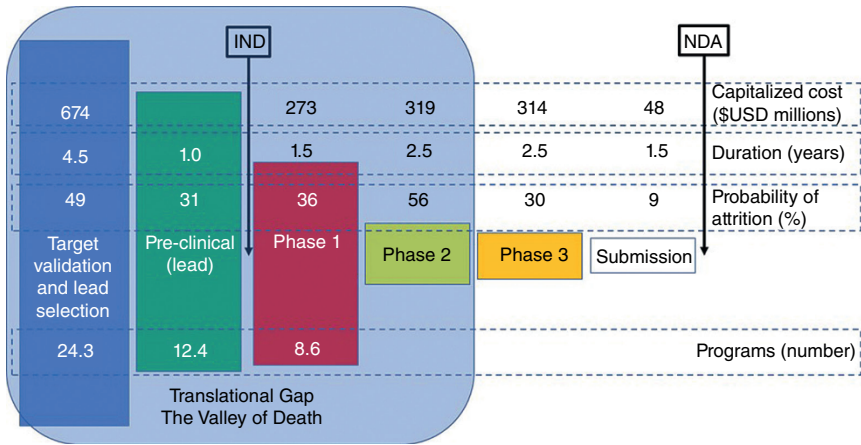 IND
NDA
674
273
319
314
48
Capitalized cost
($USD millions)
4.5
1.0
1.5
2.5
2.5
1.5
Duration (years)
49
31
36
56
30
9
Probability of
attrition (%)
Target
validation
and lead
selection
Pre-clinical
(lead)
Phase 1
Phase 2
Phase 3
Submission
24.3
12.4
8.6
Programs (number)
Translational Gap
The Valley of Death